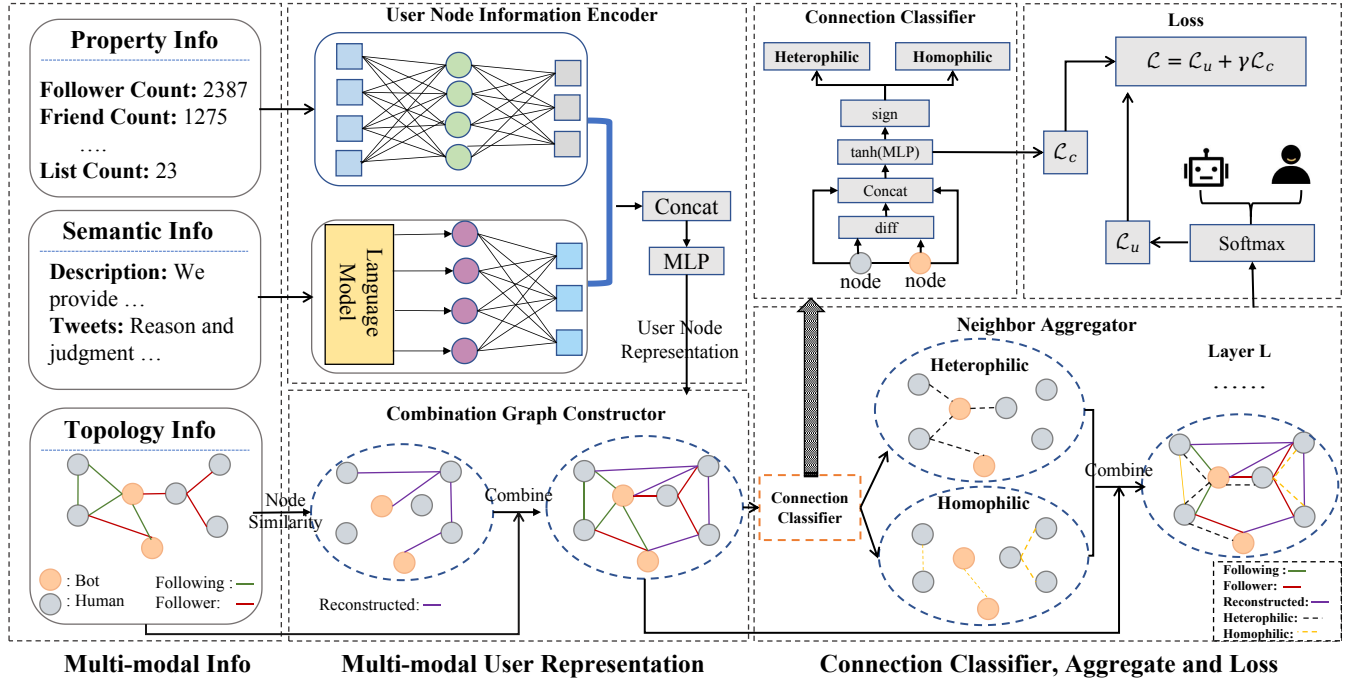 Property Info
Follower Count: 2387
Friend Count: 1275
....
List Count: 23
Semantic Info
Description: We
provide …
Tweets: Reason and
judgment …
Topology Info
: Bot
: Human
Following :
Follower:
Multi-modal Info
User Node Information Encoder
Language
Model
Concat
MLP
User Node
Representation
Combination Graph Constructor
Node
Similarity
Combine
Reconstructed:
Multi-modal User Representation
Connection Classifier
Heterophilic
Homophilic
sign
tanh(MLP)
Concat
diff
node
node
Loss
ℒ = ℒ𝑢 + γℒ𝑐
ℒ𝑐
ℒ𝑢
Softmax
Neighbor Aggregator
Heterophilic
Layer L
......
Connection
Classifier
Combine
Homophilic
Following :
Follower:
Reconstructed:
Heterophilic:
Homophilic:
Connection Classifier, Aggregate and Loss